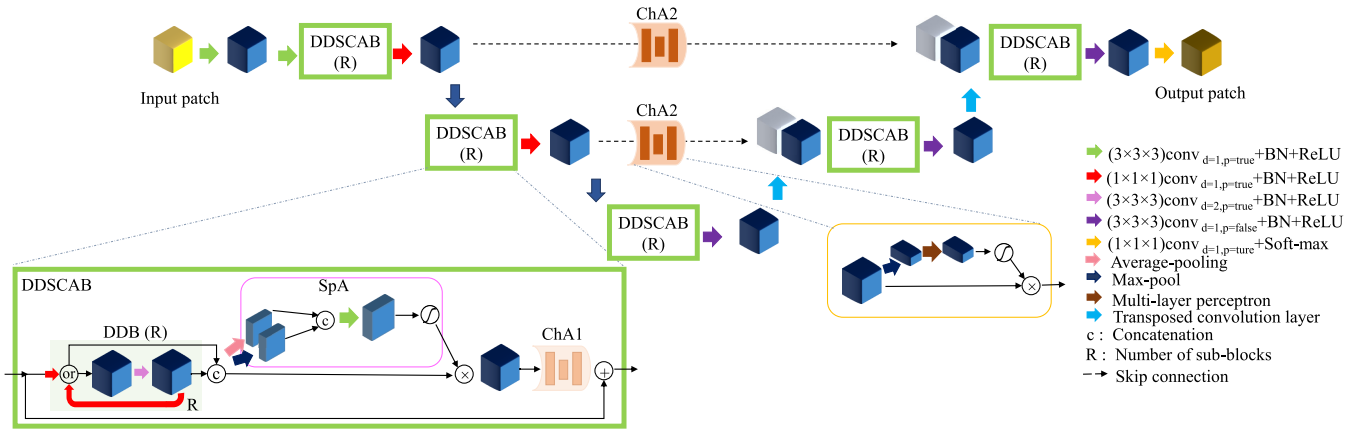 ChA2
DDSCAB
(R)
DDSCAB
(R)
Input patch
Output patch
ChA2
DDSCAB
(R)
DDSCAB
(R)
DDSCAB
(R)
(3×3×3)conv d=1,p=true+BN+ReLU
(1×1×1)conv d=1,p=true+BN+ReLU
(3×3×3)conv d=2,p=true+BN+ReLU
(3×3×3)conv d=1,p=false+BN+ReLU
(1×1×1)conv d=1,p=ture+Soft-max
Average-pooling
Max-pool
Multi-layer perceptron
Transposed convolution layer
c : Concatenation
R : Number of sub-blocks
Skip connection
×
DDSCAB
SpA
c
DDB (R)
ChA1
or
c
×
+
R